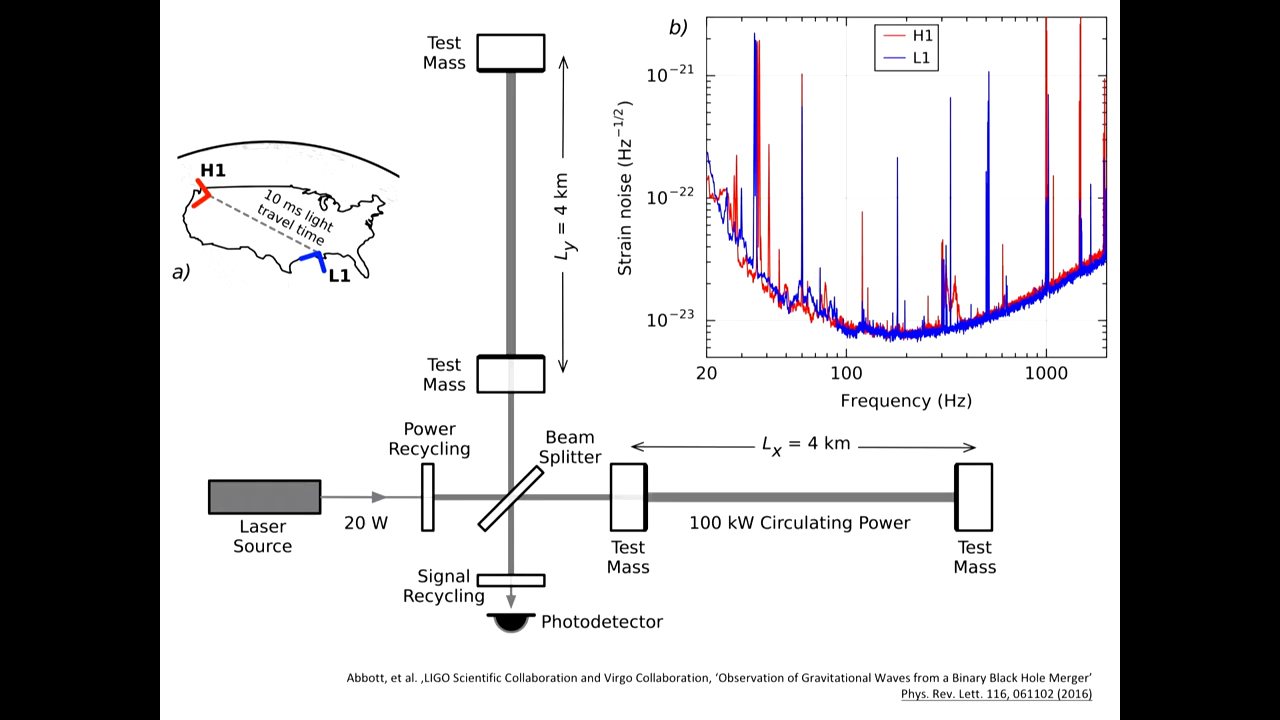 a)
H1
10 ms light
travel time
L1
Test
Mass
Ly = 4 km
Test
Mass
Power
Recycling
Beam
Splitter
Laser
Source
20 W
Lx = 4 km
100 kW Circulating Power
Test
Mass
Test
Mass
Signal
Recycling
Photodetector
b)
H1
L1
Strain noise (Hz−1/2)
10−21
10−22
10−23
20 100 1000
Frequency (Hz)
Abbott, et al. ,LIGO Scientific Collaboration and Virgo Collaboration, ‘Observation of Gravitational Waves from a Binary Black Hole Merger’
Phys. Rev. Lett. 116, 061102 (2016)